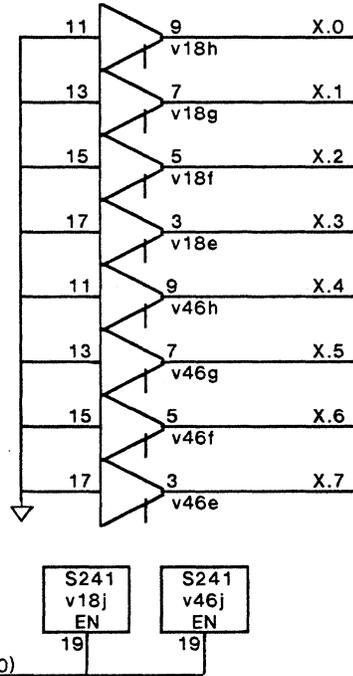 11 9 X.0
v18h
13 7 X.1
v18g
15 5 X.2
v18f
17 3 X.3
v18e
11 9 X.4
v46h
13 7 X.5
v46g
15 5 X.6
v46f
17 3 X.7
v46e
S241 S241
v18j v46j
EN EN
19 19
0)